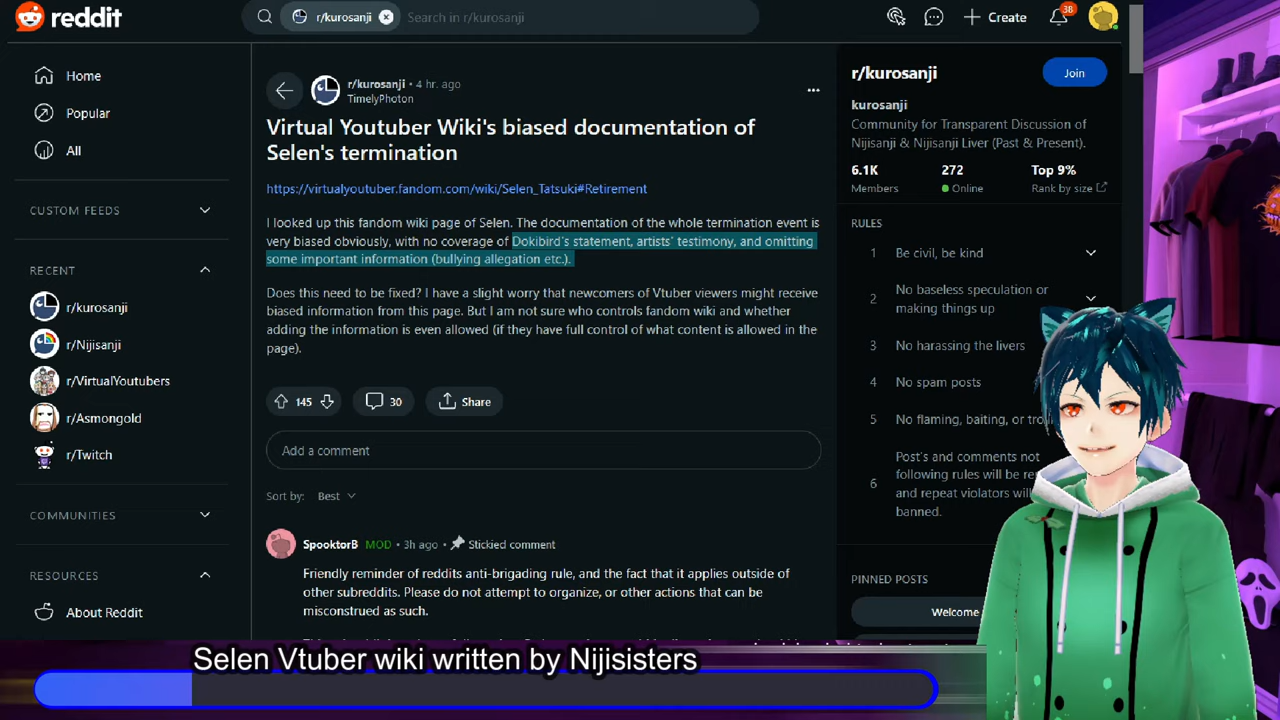 reddit
r/kurosanji
Search in r/kurosanji
Create
38
Home
Popular
All
CUSTOM FEEDS
RECENT
r/kurosanji
r/Nijisanji
r/VirtualYoutubers
r/Asmongold
r/Twitch
COMMUNITIES
RESOURCES
About Reddit
r/kurosanji • 4 hr. ago
TimelyPhoton
Virtual Youtuber Wiki's biased documentation of
Selen's termination
https://virtualyoutuber.fandom.com/wiki/Selen_Tatsuki#Retirement
I looked up this fandom wiki page of Selen. The documentation of the whole termination event is
very biased obviously, with no coverage of Dokibird's statement, artists' testimony, and omitting
some important information (bullying allegation etc.).
Does this need to be fixed? I have a slight worry that newcomers of Vtuber viewers might receive
biased information from this page. But I am not sure who controls fandom wiki and whether
adding the information is even allowed (if they have full control of what content is allowed in the
page).
145
30
Share
Add a comment
Sort by: Best
SpooktorB MOD • 3h ago • Stickied comment
Friendly reminder of reddits anti-brigading rule, and the fact that it applies outside of
other subreddits. Please do not attempt to organize, or other actions that can be
misconstrued as such.
r/kurosanji
Join
kurosanji
Community for Transparent Discussion of
Nijisanji & Nijisanji Liver (Past & Present).
6.1K
272
Top 9%
Members
Online
Rank by size
RULES
1 Be civil, be kind
2 No baseless speculation or
making things up
3 No harassing the livers
4 No spam posts
5 No flaming, baiting, or tro
6 Post's and comments not
following rules will be re
and repeat violators will
banned.
PINNED POSTS
Welcome
Selen Vtuber wiki written by Nijisisters